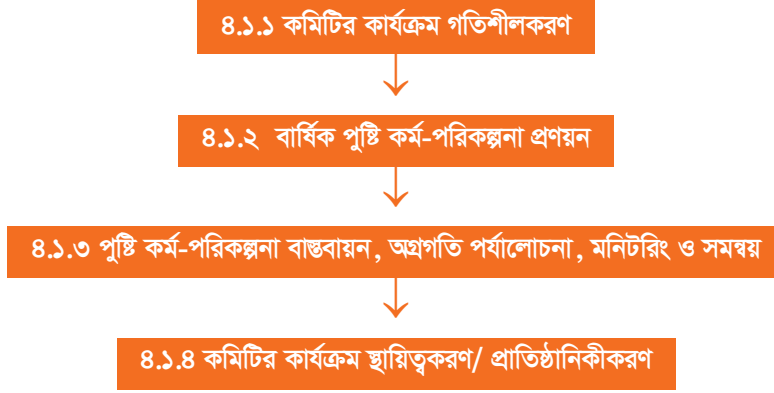 ৪.১.১ কমিটির কার্যক্রম গতিশীলকরণ
৪.১.২ বার্ষিক পুষ্টি কর্ম-পরিকল্পনা প্রণয়ন
৪.১.৩ পুষ্টি কর্ম-পরিকল্পনা বাস্তবায়ন, অগ্রগতি পর্যালোচনা, মনিটরিং ও সমন্বয়
৪.১.৪ কমিটির কার্যক্রম স্থায়িত্বকরণ/ প্রাতিষ্ঠানিকীকরণ